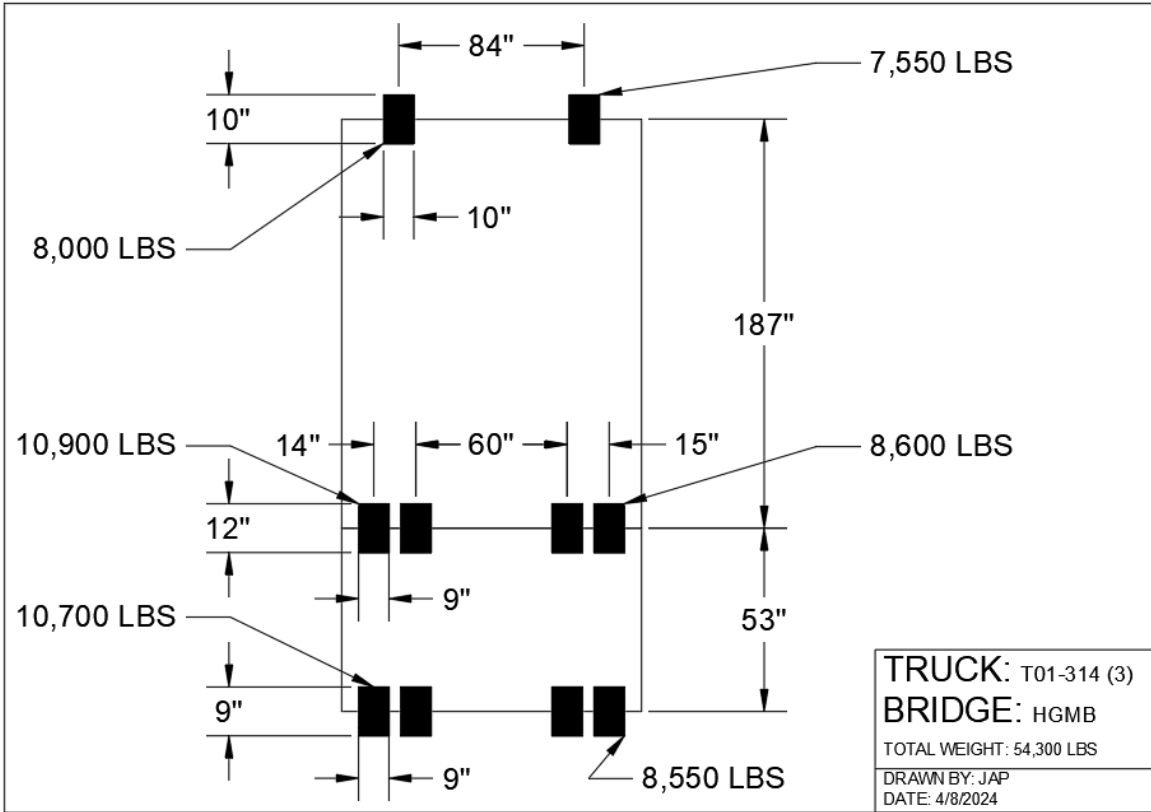 84"
7,550 LBS
10"
10"
8,000 LBS
187"
10,900 LBS
14"
60"
15"
8,600 LBS
12"
9"
10,700 LBS
53"
9"
9"
8,550 LBS
TRUCK: T01-314 (3)
BRIDGE: HGMB
TOTAL WEIGHT: 54,300 LBS
DRAWN BY: JAP
DATE: 4/8/2024